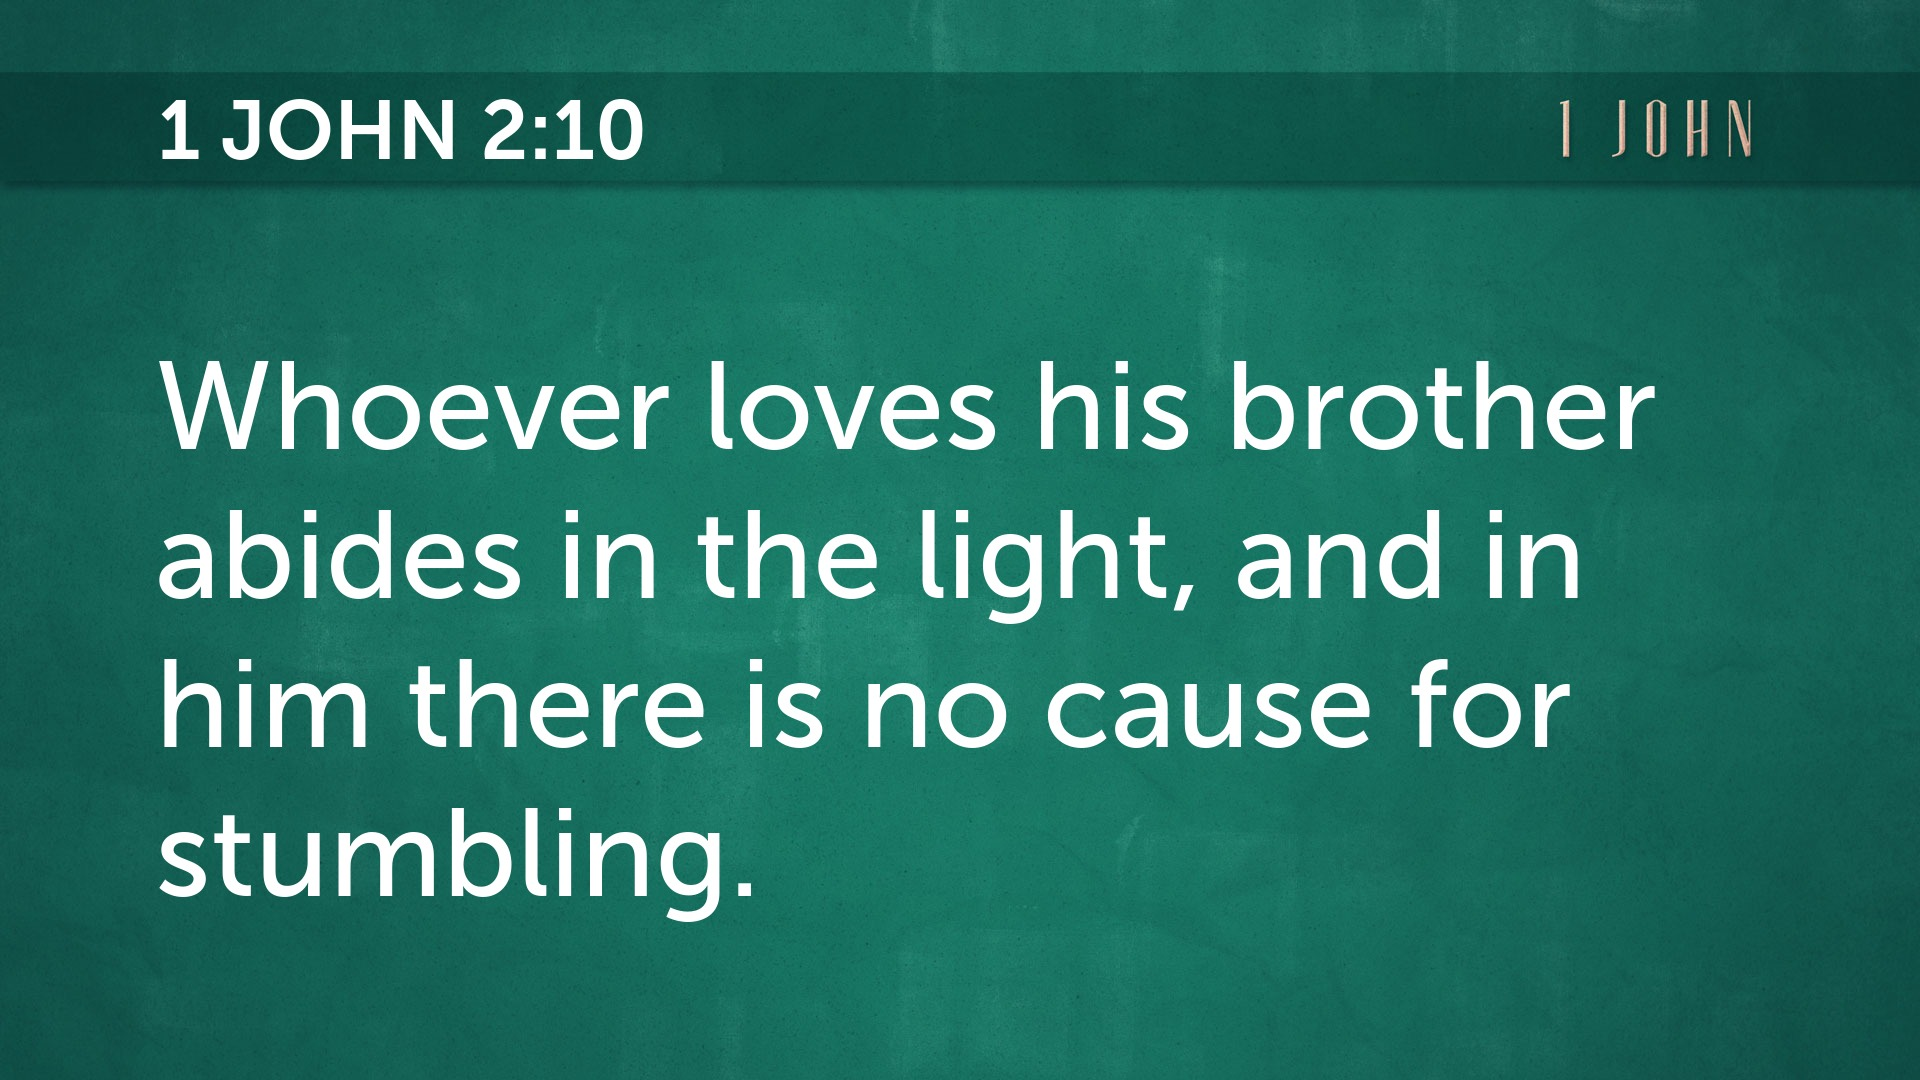 1 JOHN 2:10
1 JOHN
Whoever loves his brother
abides in the light, and in
him there is no cause for
stumbling.